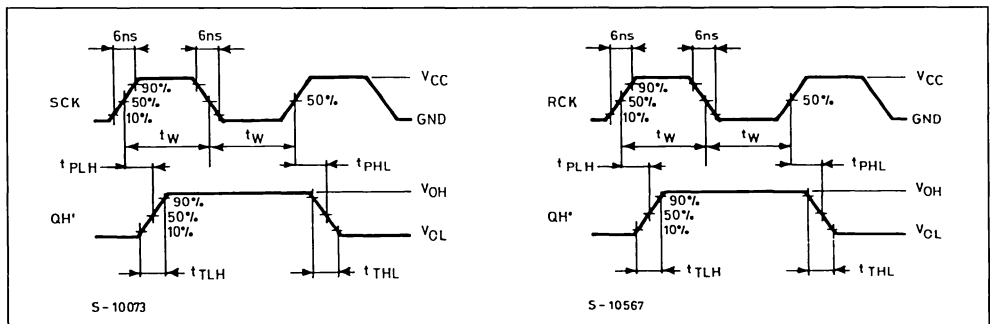 6ns 6ns
SCK
90%
50%
10%
50%
VCC
GND
tW tW
tPLH
tPHL
QH'
90%
50%
10%
VOH
VOL
tTLH
tTHL
S-10073
6ns 6ns
RCK
90%
50%
10%
50%
VCC
GND
tW tW
tPLH
tPHL
QH'
90%
50%
10%
VOH
VOL
tTLH
tTHL
S-10567